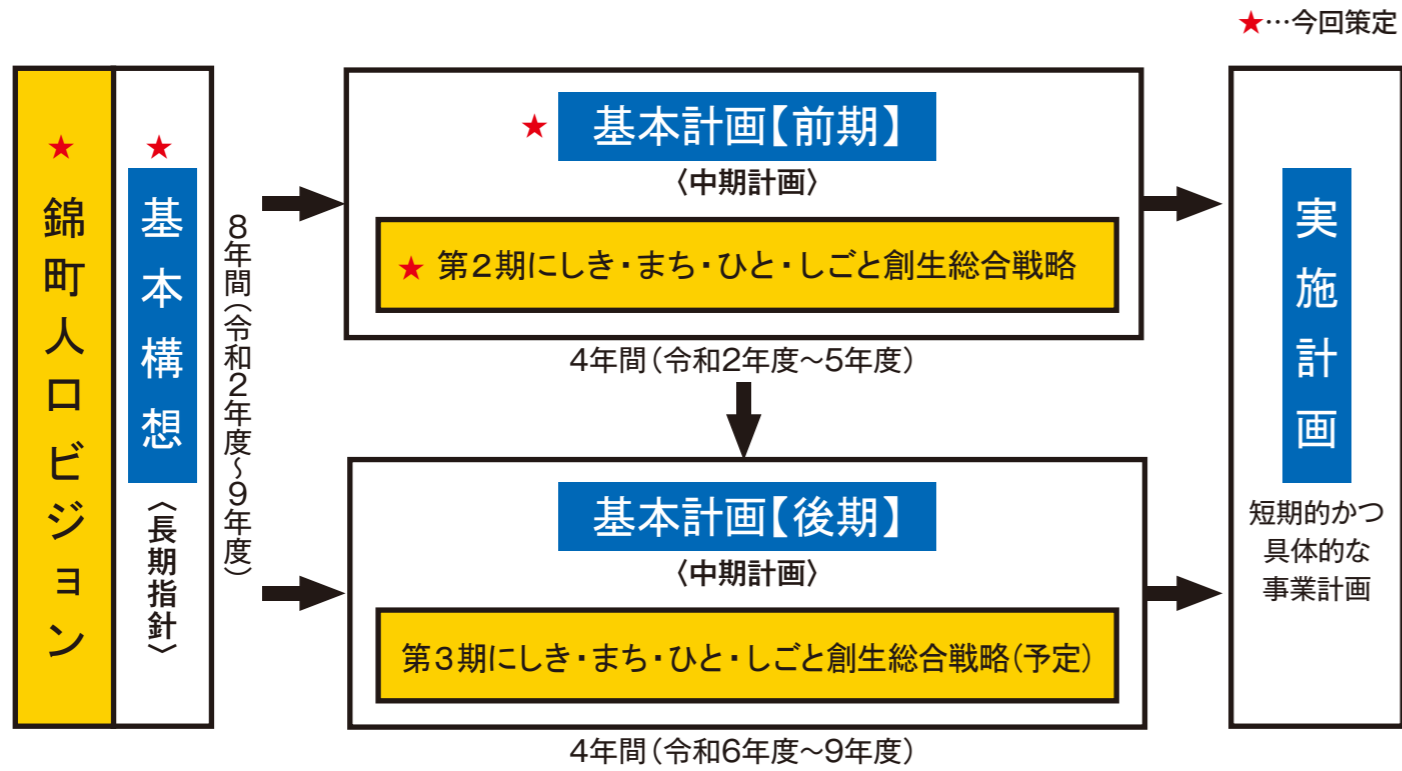 ★…今回策定
★錦町人口ビジョン
★基本構想
〈長期指針〉
8年間(令和2年度〜9年度)
★ 基本計画【前期】
〈中期計画〉
★ 第2期にしき・まち・ひと・しごと創生総合戦略
4年間(令和2年度〜5年度)
基本計画【後期】
〈中期計画〉
第3期にしき・まち・ひと・しごと創生総合戦略(予定)
4年間(令和6年度〜9年度)
実施計画
短期的かつ
具体的な
事業計画